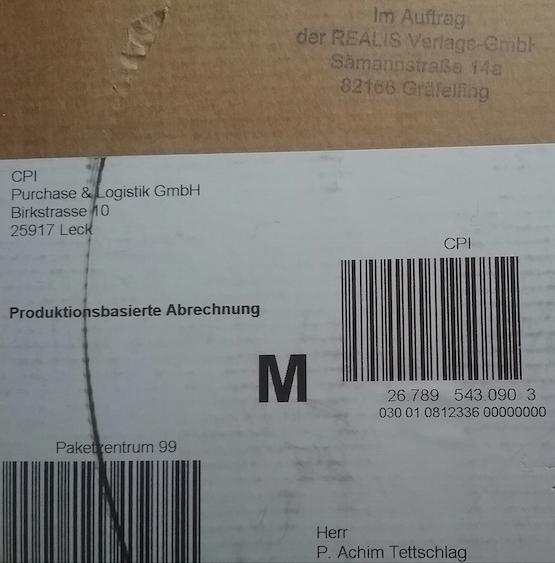 Im Auftrag
der REALIS Verlags-GmbH
Sämannstraße 14a
82166 Gräfelfing
CPI
Purchase & Logistik GmbH
Birkstrasse 10
25917 Leck
CPI
Produktionsbasierte Abrechnung
M
26.789 543.090 3
030 01 0812336 00000000
Paketzentrum 99
Herr
P. Achim Tettschlag